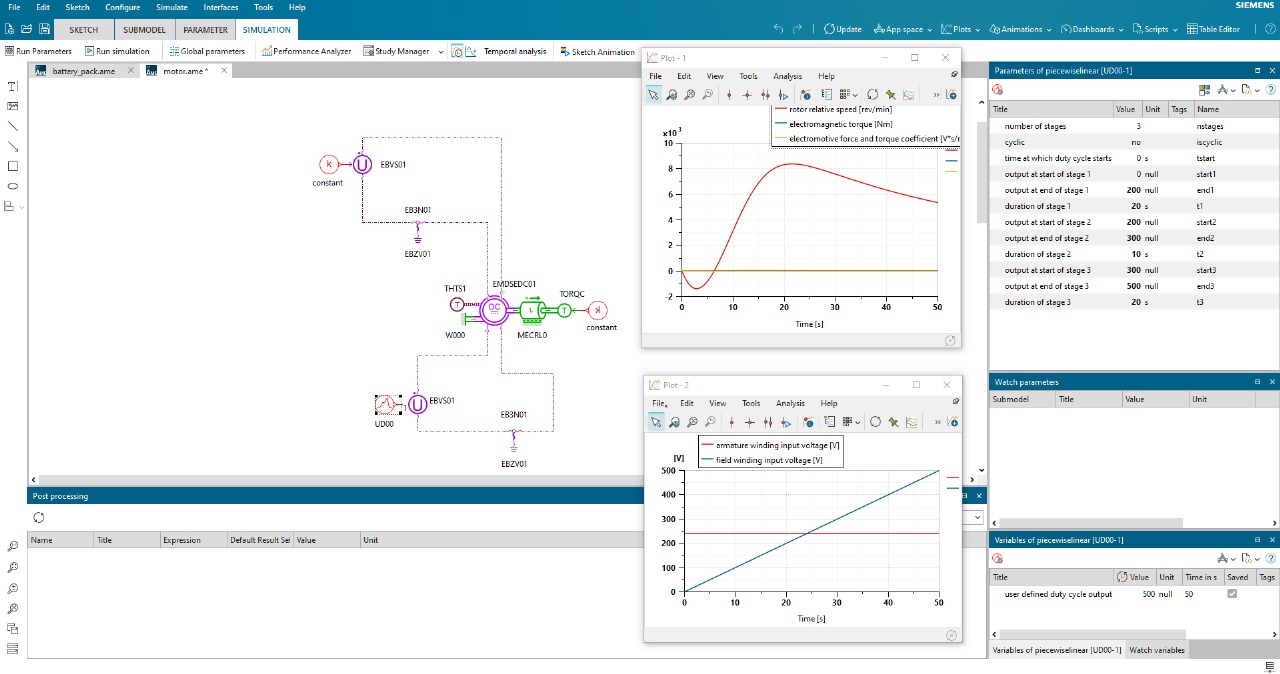 File Edit Sketch Configure Simulate Interfaces Tools Help
SIEMENS
SKETCH SUBMODEL PARAMETER SIMULATION
Update App space Plots Animations Dashboards Scripts Table Editor
Run Parameters Run simulation Global parameters Performance Analyzer Study Manager Temporal analysis Sketch Animation
battery_pack.ame motor.ame *
k
constant
U
EBVS01
EB3N01
EBZV01
THTS1
EMDSEDC01
TORQC
T
DC
L
T
k
W000
MECRL0
constant
UD00
U
EBVS01
EB3N01
EBZV01
Plot - 1
File Edit View Tools Analysis Help
rotor relative speed [rev/min]
electromagnetic torque [Nm]
electromotive force and torque coefficient [V*s/r
x10³
10
8
6
4
2
0
-2
0 10 20 30 40 50
Time [s]
Plot - 2
File Edit View Tools Analysis Help
armature winding input voltage [V]
field winding input voltage [V]
[V]
500
400
300
200
100
0
0 10 20 30 40 50
Time [s]
Post processing
Name Title Expression Default Result Set Value Unit
Parameters of piecewiselinear [UD00-1]
Title Value Unit Tags Name
number of stages 3 nstages
cyclic no iscyclic
time at which duty cycle starts 0 s tstart
output at start of stage 1 0 null start1
output at end of stage 1 200 null end1
duration of stage 1 20 s t1
output at start of stage 2 200 null start2
output at end of stage 2 300 null end2
duration of stage 2 10 s t2
output at start of stage 3 300 null start3
output at end of stage 3 500 null end3
duration of stage 3 20 s t3
Watch parameters
Submodel Title Value Unit
Variables of piecewiselinear [UD00-1]
Title Value Unit Time in s Saved Tags
user defined duty cycle output 500 null 50
Variables of piecewiselinear [UD00-1] Watch variables